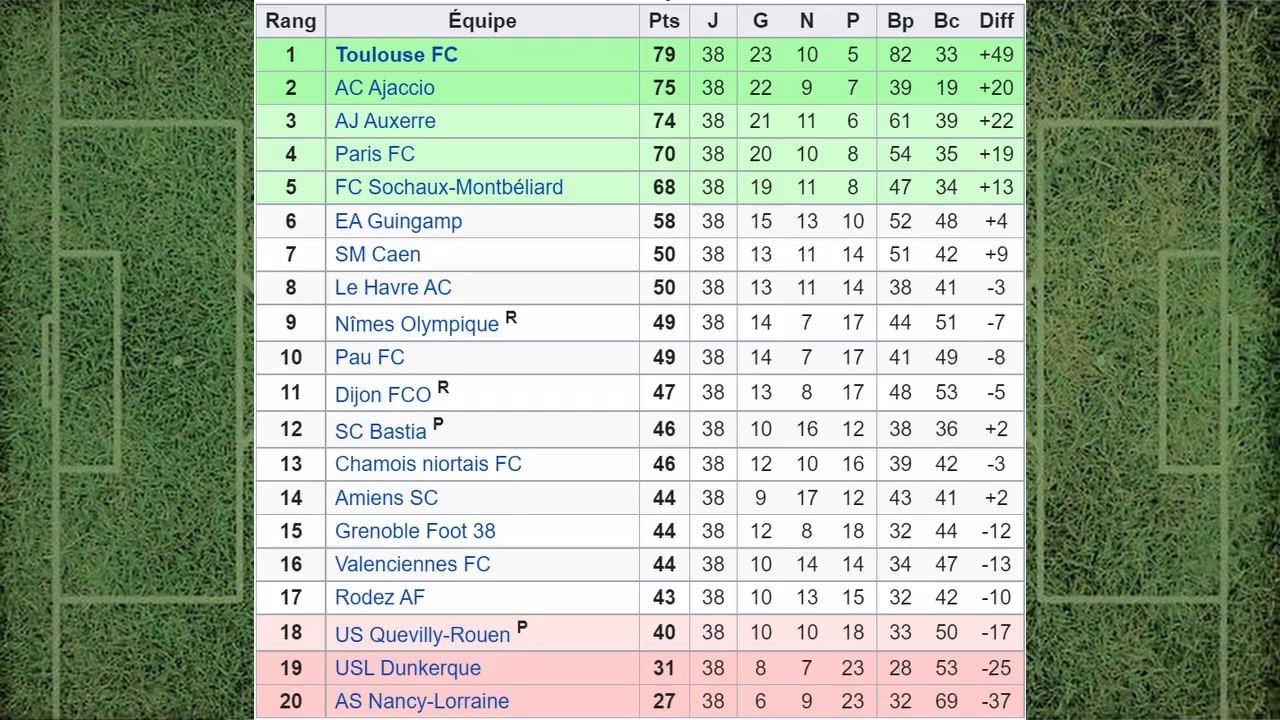 Rang Équipe Pts J G N P Bp Bc Diff
1 Toulouse FC 79 38 23 10 5 82 33 +49
2 AC Ajaccio 75 38 22 9 7 39 19 +20
3 AJ Auxerre 74 38 21 11 6 61 39 +22
4 Paris FC 70 38 20 10 8 54 35 +19
5 FC Sochaux-Montbéliard 68 38 19 11 8 47 34 +13
6 EA Guingamp 58 38 15 13 10 52 48 +4
7 SM Caen 50 38 13 11 14 51 42 +9
8 Le Havre AC 50 38 13 11 14 38 41 -3
9 Nîmes Olympique R 49 38 14 7 17 44 51 -7
10 Pau FC 49 38 14 7 17 41 49 -8
11 Dijon FCO R 47 38 13 8 17 48 53 -5
12 SC Bastia P 46 38 10 16 12 38 36 +2
13 Chamois niortais FC 46 38 12 10 16 39 42 -3
14 Amiens SC 44 38 9 17 12 43 41 +2
15 Grenoble Foot 38 44 38 12 8 18 32 44 -12
16 Valenciennes FC 44 38 10 14 14 34 47 -13
17 Rodez AF 43 38 10 13 15 32 42 -10
18 US Quevilly-Rouen P 40 38 10 10 18 33 50 -17
19 USL Dunkerque 31 38 8 7 23 28 53 -25
20 AS Nancy-Lorraine 27 38 6 9 23 32 69 -37